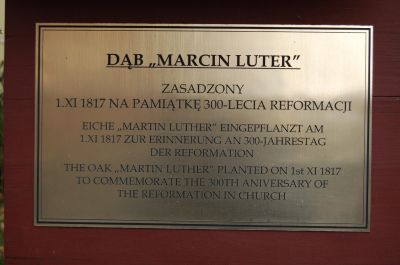 DĄB „MARCIN LUTER”
ZASADZONY
1.XI 1817 NA PAMIĄTKĘ 300-LECIA REFORMACJI
EICHE „MARTIN LUTHER” EINGEPFLANZT AM
1.XI 1817 ZUR ERINNERUNG AN 300-JAHRESTAG
DER REFORMATION
THE OAK „MARTIN LUTHER” PLANTED ON 1st XI 1817
TO COMMEMORATE THE 300TH ANIVERSARY OF
THE REFORMATION IN CHURCH